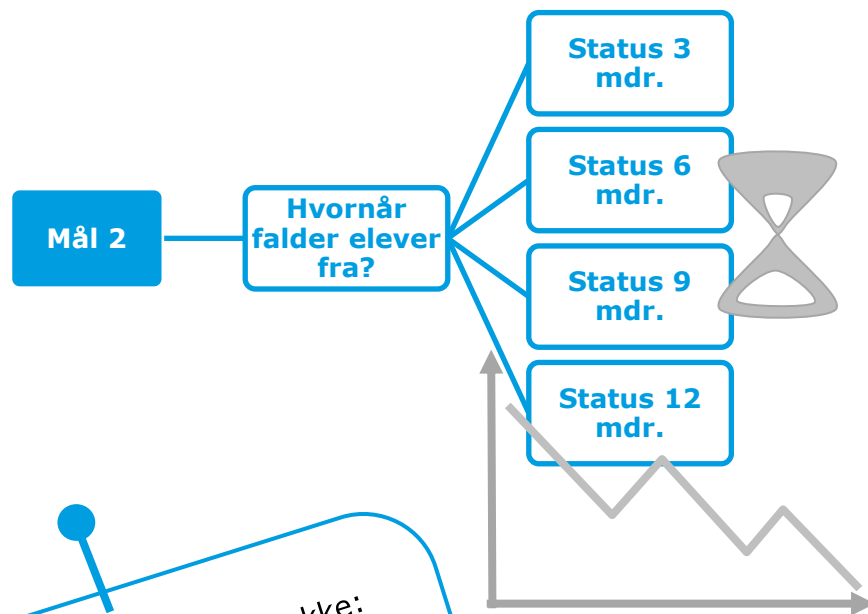 Mål 2
Hvornår
falder elever
fra?
Status 3
mdr.
Status 6
mdr.
Status 9
mdr.
Status 12
mdr.